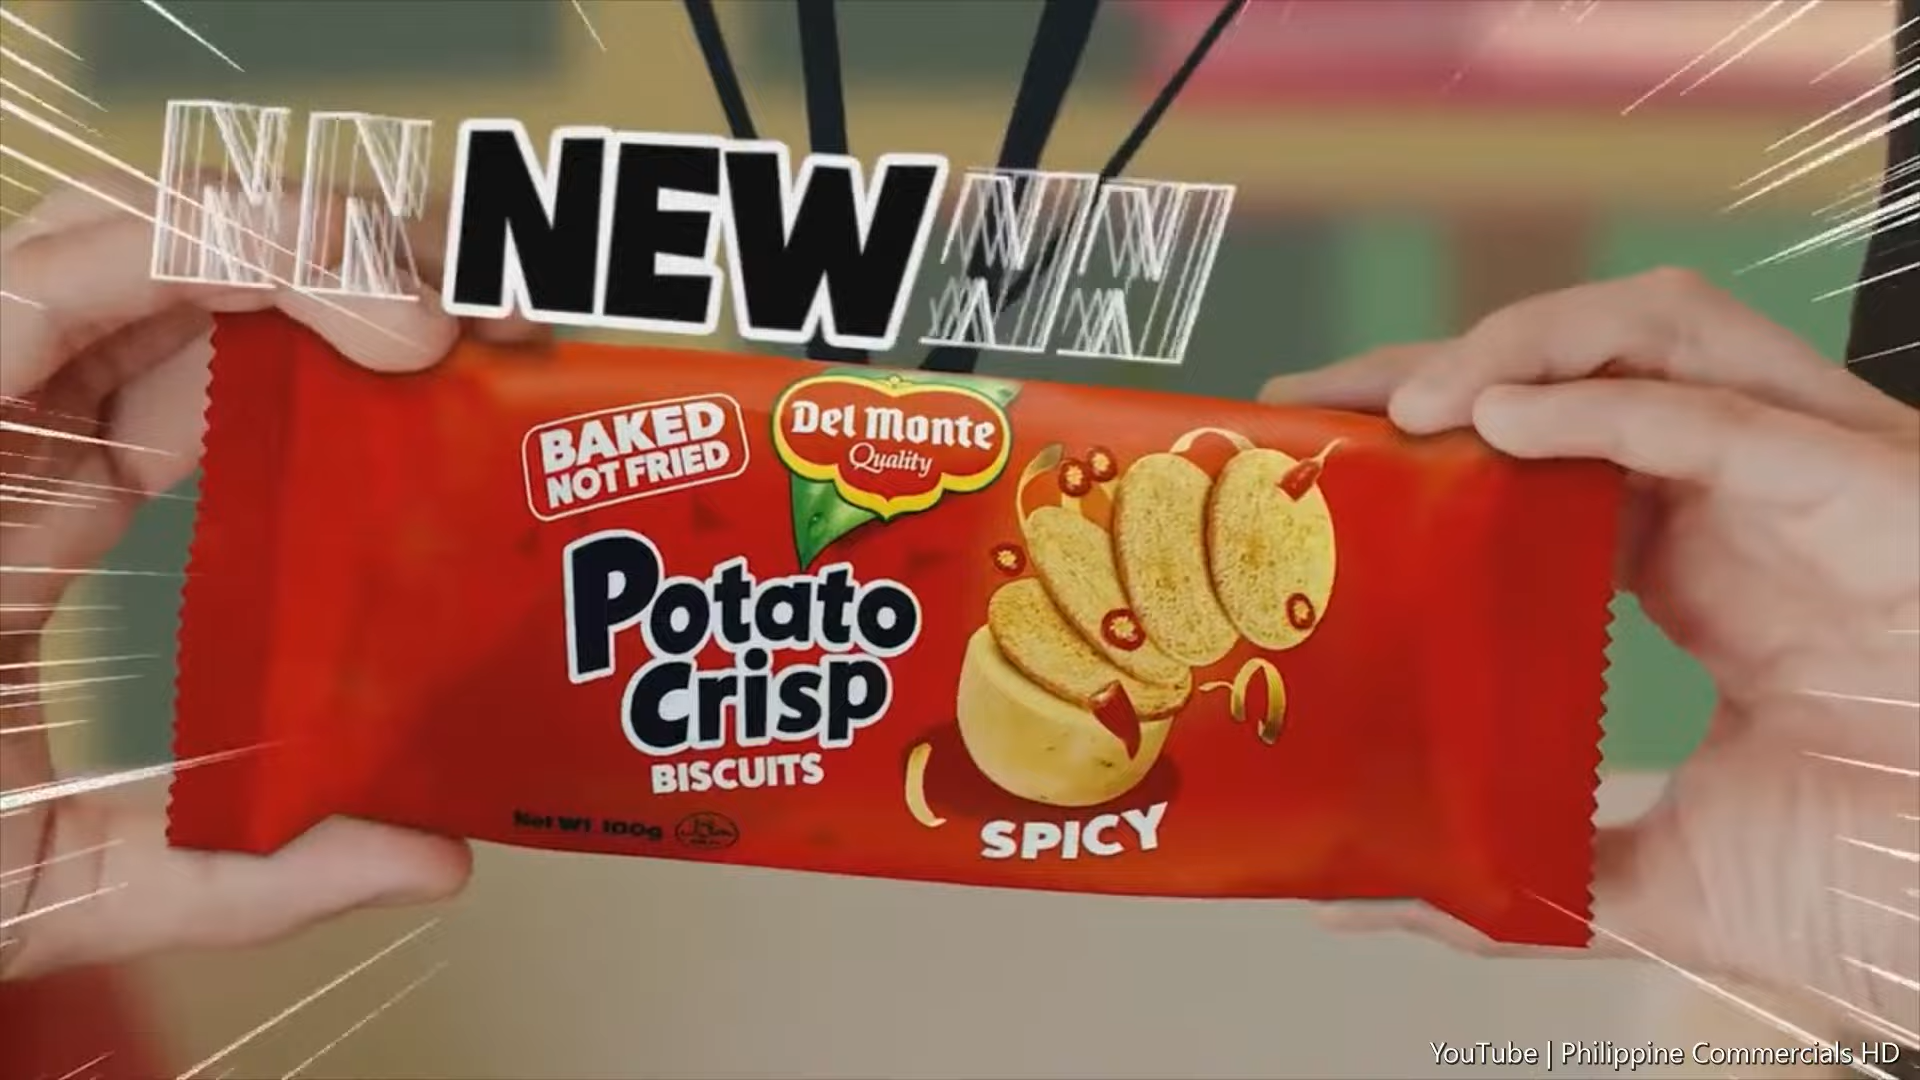 NEW
BAKED
NOT FRIED
Del Monte
Quality
Potato
Crisp
BISCUITS
Net Wt. 100g
SPICY
YouTube | Philippine Commercials HD